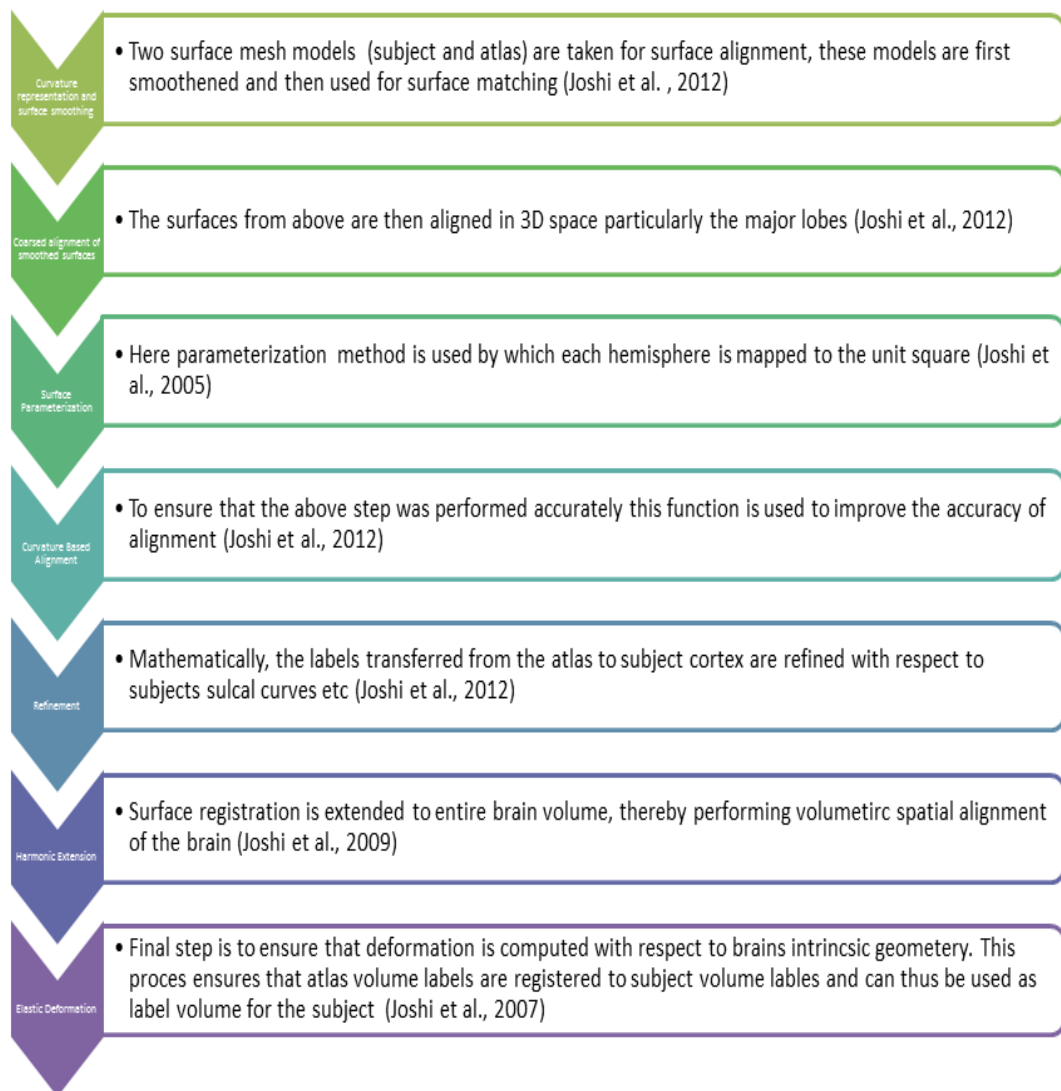 Curvature
representation and
surface smoothing
• Two surface mesh models (subject and atlas) are taken for surface alignment, these models are first
smoothened and then used for surface matching (Joshi et al. , 2012)
Coarsed alignment of
smoothed surfaces
• The surfaces from above are then aligned in 3D space particularly the major lobes (Joshi et al., 2012)
Surface
Parameterization
• Here parameterization method is used by which each hemisphere is mapped to the unit square (Joshi et
al., 2005)
Curvature Based
Alignment
• To ensure that the above step was performed accurately this function is used to improve the accuracy of
alignment (Joshi et al., 2012)
Refinement
• Mathematically, the labels transferred from the atlas to subject cortex are refined with respect to
subjects sulcal curves etc (Joshi et al., 2012)
Harmonic Extension
• Surface registration is extended to entire brain volume, thereby performing volumetirc spatial alignment
of the brain (Joshi et al., 2009)
Elastic Deformation
• Final step is to ensure that deformation is computed with respect to brains intrincsic geometery. This
proces ensures that atlas volume labels are registered to subject volume lables and can thus be used as
label volume for the subject (Joshi et al., 2007)